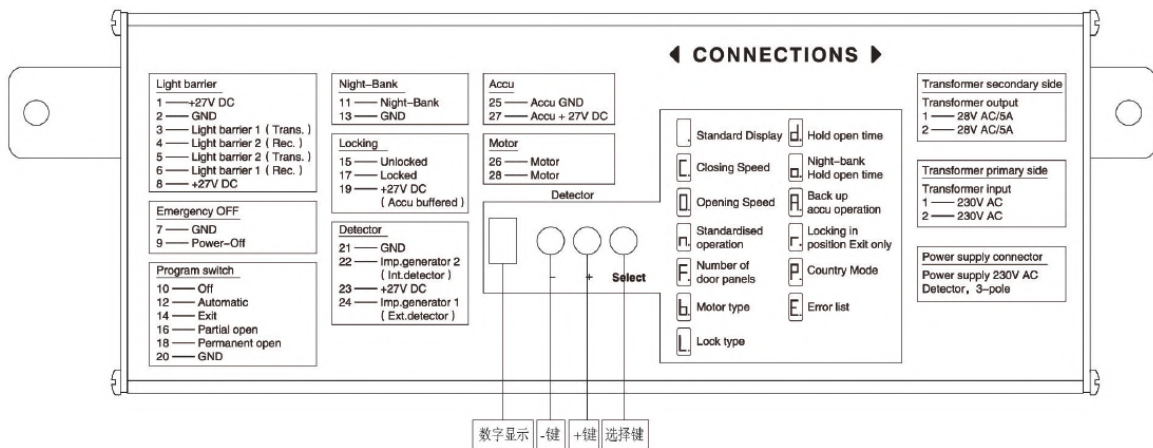 ◀ CONNECTIONS ▶
Light barrier
1 +27V DC
2 GND
3 Light barrier 1 ( Trans. )
4 Light barrier 2 ( Rec. )
5 Light barrier 2 ( Trans. )
6 Light barrier 1 ( Rec. )
8 +27V DC
Emergency OFF
7 GND
9 Power-Off
Program switch
10 Off
12 Automatic
14 Exit
16 Partial open
18 Permanent open
20 GND
Night-Bank
11 Night-Bank
13 GND
Locking
15 Unlocked
17 Locked
19 +27V DC
( Accu buffered )
Detector
21 GND
22 Imp.generator 2
( Int.detector )
23 +27V DC
24 Imp.generator 1
( Ext.detector )
Accu
25 Accu GND
27 Accu + 27V DC
Motor
26 Motor
28 Motor
Detector
- + Select
. Standard Display
C. Closing Speed
O. Opening Speed
n. Standardised
operation
F. Number of
door panels
b. Motor type
L. Lock type
d. Hold open time
o. Night-bank
Hold open time
A. Back up
accu operation
r. Locking in
position Exit only
P. Country Mode
E. Error list
Transformer secondary side
Transformer output
1 28V AC/5A
2 28V AC/5A
Transformer primary side
Transformer input
1 230V AC
2 230V AC
Power supply connector
Power supply 230V AC
Detector, 3-pole
数字显示 -键 +键 选择键